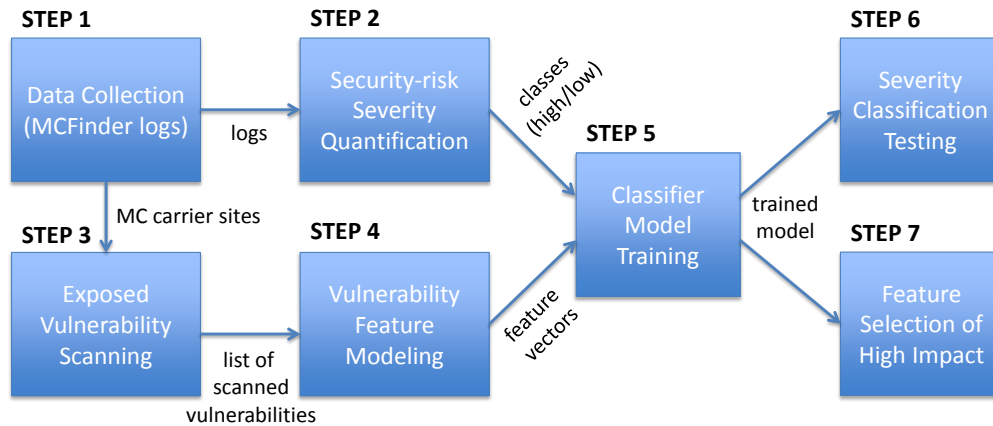 STEP 1
Data Collection
(MCFinder logs)
logs
STEP 2
Security-risk
Severity
Quantification
classes
(high/low)
MC carrier sites
STEP 3
Exposed
Vulnerability
Scanning
list of
scanned
vulnerabilities
STEP 4
Vulnerability
Feature
Modeling
feature
vectors
STEP 5
Classifier
Model
Training
trained
model
STEP 6
Severity
Classification
Testing
STEP 7
Feature
Selection of
High Impact